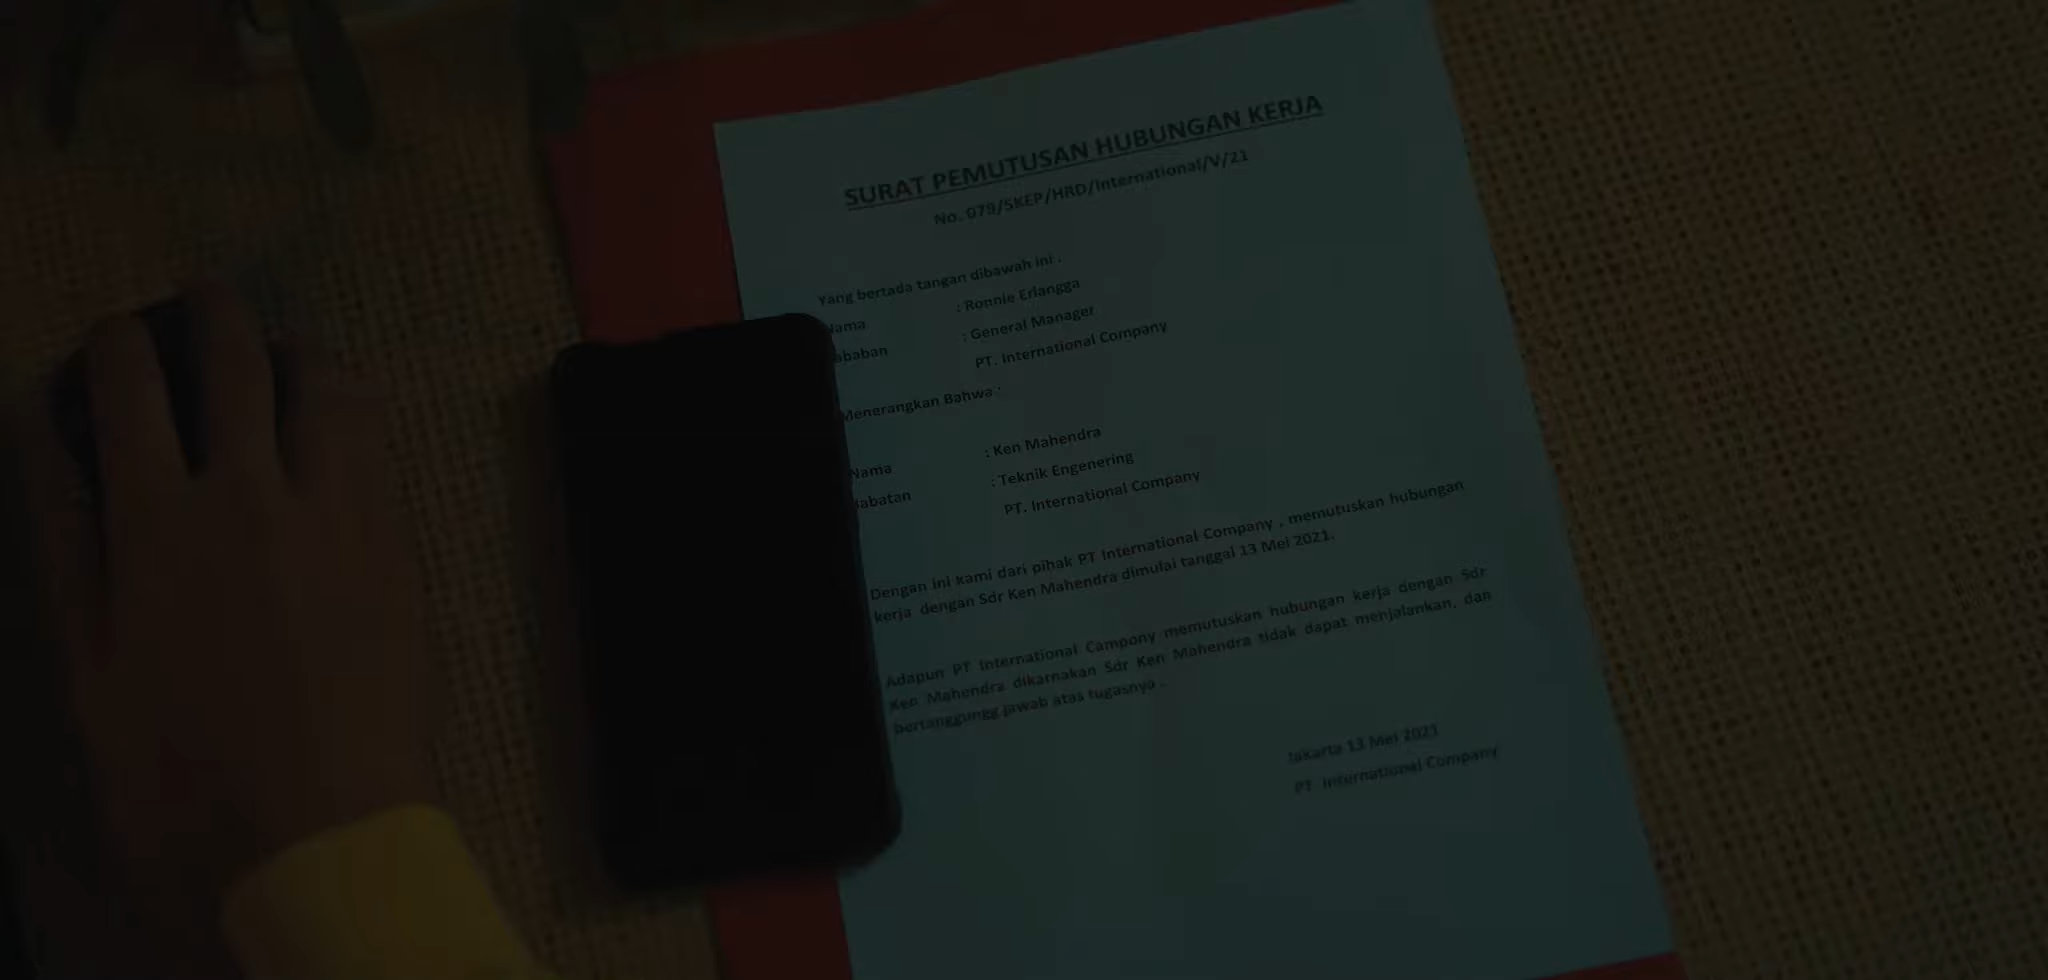 SURAT PEMUTUSAN HUBUNGAN KERJA
No. 079/SKEP/HRD/International/V/21
Yang bertada tangan dibawah ini .
Nama : Ronnie Erlangga
ababan : General Manager
PT. International Company
Menerangkan Bahwa :
Nama : Ken Mahendra
Jabatan : Teknik Engenering
PT. International Company
Dengan ini kami dari pihak PT International Company , memutuskan hubungan
kerja dengan Sdr Ken Mahendra dimulai tanggal 13 Mei 2021.
Adapun PT International Campony memutuskan hubungan kerja dengan Sdr
Ken Mahendra dikarnakan Sdr Ken Mahendra tidak dapat menjalankan, dan
bertanggungg jawab atas tugasnya .
Jakarta 13 Mei 2021
PT. International Company